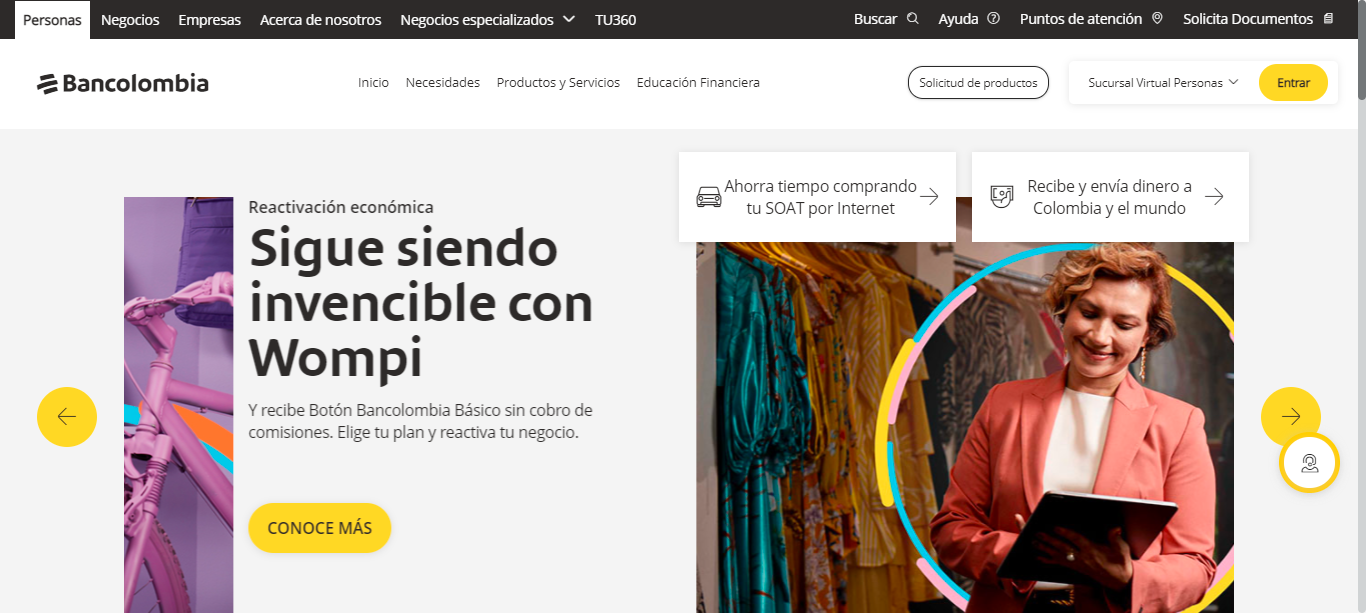 Personas Negocios Empresas Acerca de nosotros Negocios especializados TU360 Buscar Ayuda Puntos de atención Solicita Documentos
Bancolombia Inicio Necesidades Productos y Servicios Educación Financiera Solicitud de productos Sucursal Virtual Personas Entrar
Ahorra tiempo comprando
tu SOAT por Internet
Recibe y envía dinero a
Colombia y el mundo
Reactivación económica
Sigue siendo
invencible con
Wompi
Y recibe Botón Bancolombia Básico sin cobro de
comisiones. Elige tu plan y reactiva tu negocio.
CONOCE MÁS